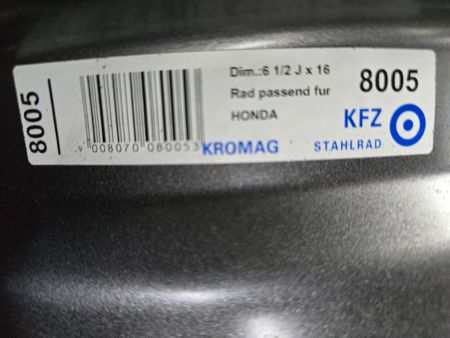 8005
Dim.:6 1/2 J x 16
Rad passend fur
HONDA
8005
KFZ
9 008070 080053
KROMAG
STAHLRAD